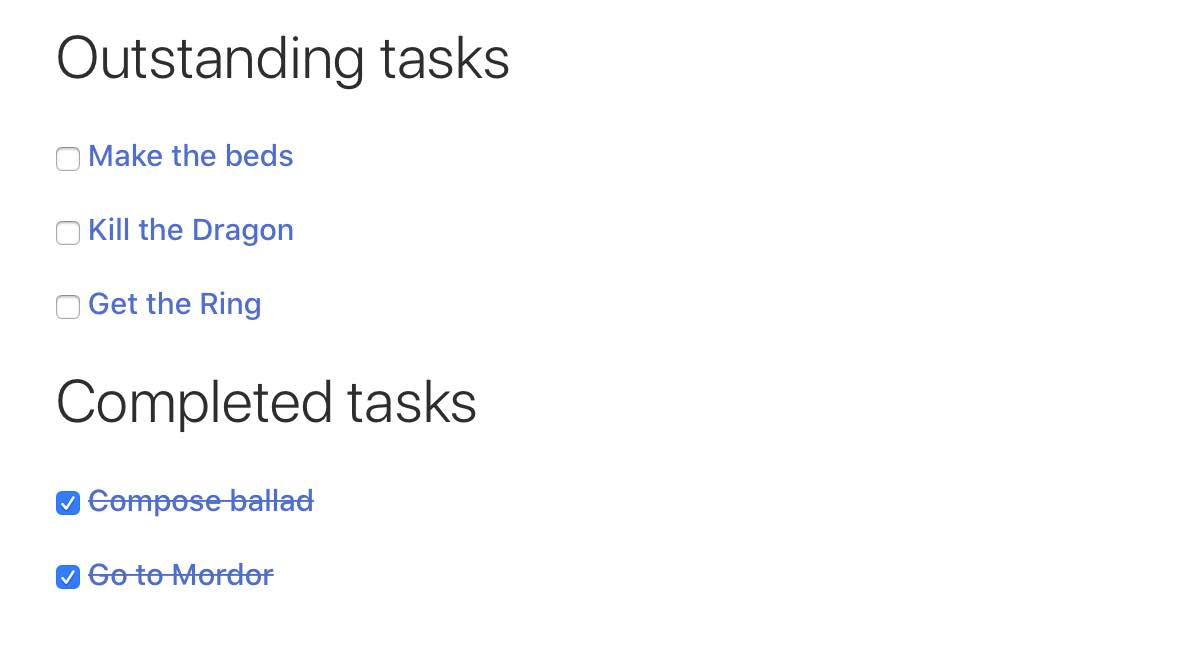 Outstanding tasks
Make the beds
Kill the Dragon
Get the Ring
Completed tasks
Compose ballad
Go to Mordor